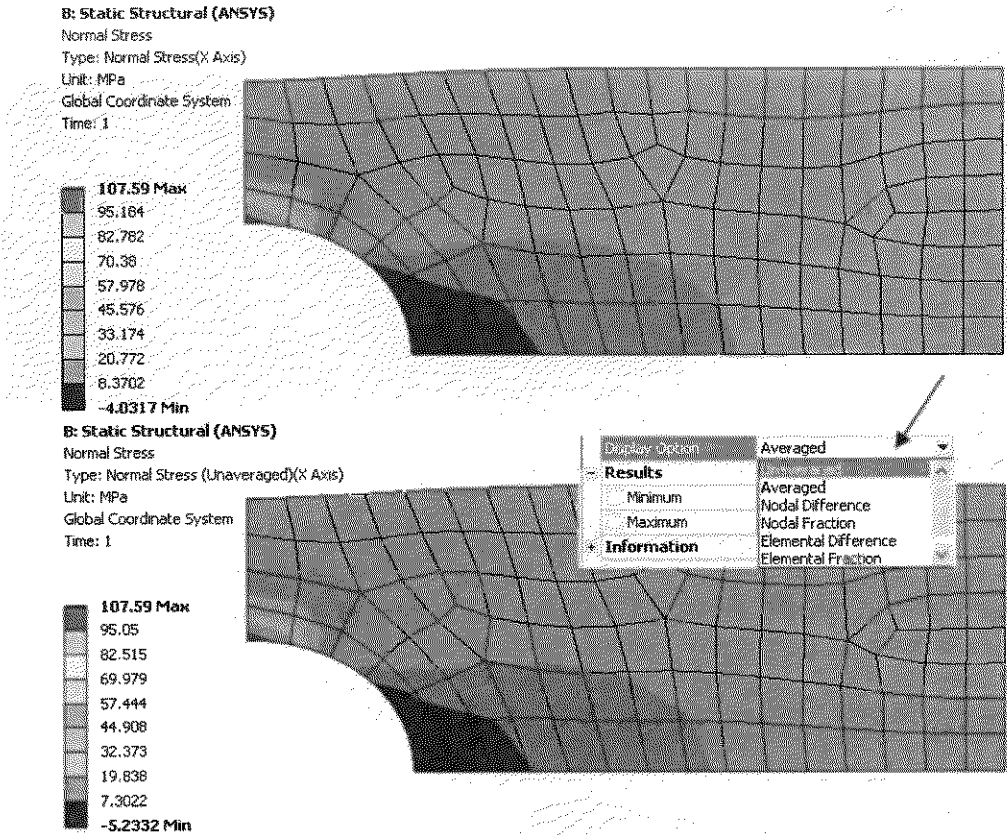 B: Static Structural (ANSYS)
Normal Stress
Type: Normal Stress(X Axis)
Unit: MPa
Global Coordinate System
Time: 1
107.59 Max
95.184
82.782
70.38
57.978
45.576
33.174
20.772
8.3702
-4.0317 Min
B: Static Structural (ANSYS)
Normal Stress
Type: Normal Stress (Unaveraged)(X Axis)
Unit: MPa
Global Coordinate System
Time: 1
107.59 Max
95.05
82.515
69.979
57.444
44.908
32.373
19.838
7.3022
-5.2332 Min
Display Option Averaged
Results
Minimum Averaged
Nodal Difference
Maximum Nodal Fraction
Elemental Difference
Information
Elemental Fraction